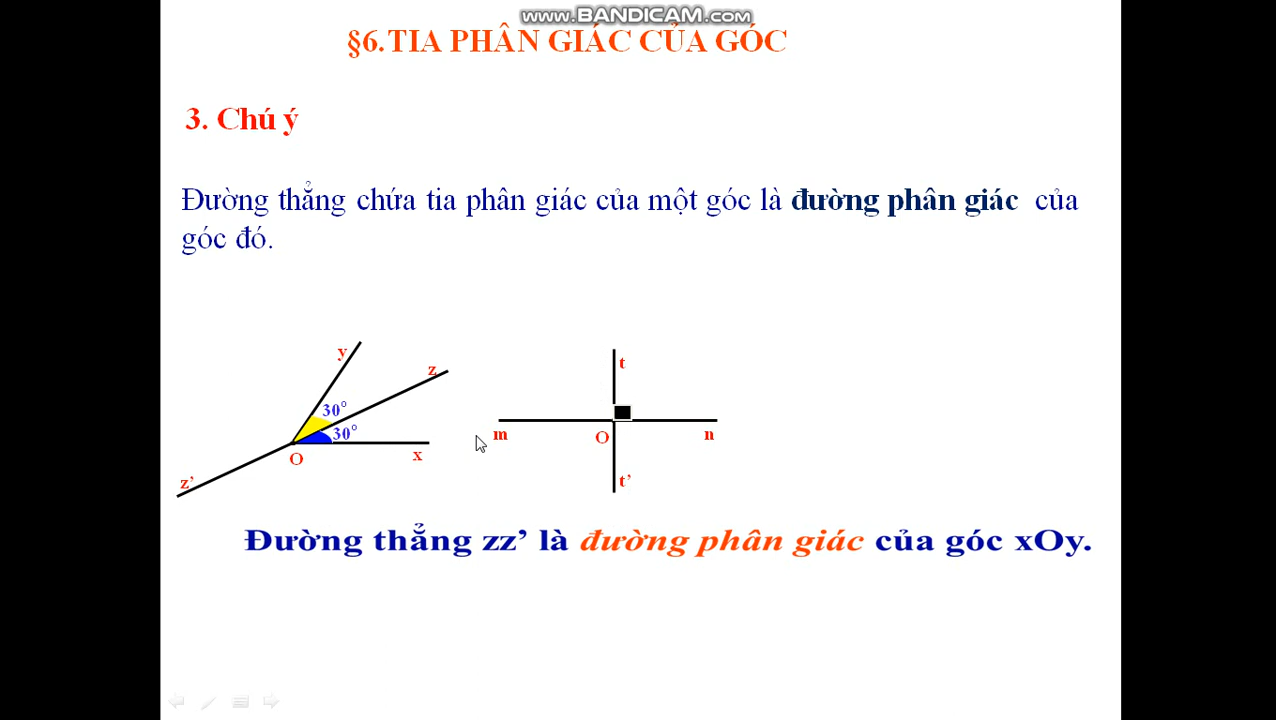 www.BANDICAM.com
§6.TIA PHÂN GIÁC CỦA GÓC
3. Chú ý
Đường thẳng chứa tia phân giác của một góc là đường phân giác của
góc đó.
y
z
30°
30°
O
x
z’
t
m
O
n
t’
Đường thẳng zz’ là đường phân giác của góc xOy.